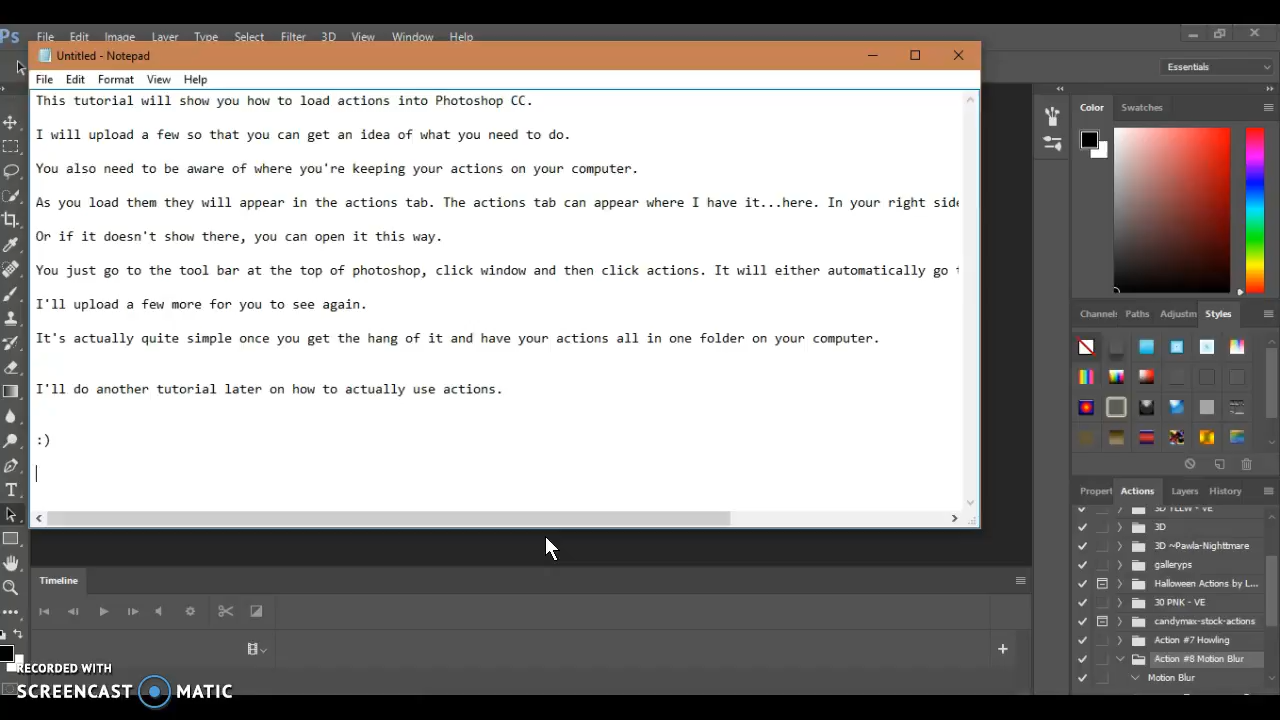 Ps File Edit Image Layer Type Select Filter 3D View Window Help
Untitled - Notepad
Essentials
File Edit Format View Help
This tutorial will show you how to load actions into Photoshop CC.
I will upload a few so that you can get an idea of what you need to do.
You also need to be aware of where you're keeping your actions on your computer.
As you load them they will appear in the actions tab. The actions tab can appear where I have it...here. In your right side
Or if it doesn't show there, you can open it this way.
You just go to the tool bar at the top of photoshop, click window and then click actions. It will either automatically go
I'll upload a few more for you to see again.
It's actually quite simple once you get the hang of it and have your actions all in one folder on your computer.
I'll do another tutorial later on how to actually use actions.
:)
Color Swatches
Channel Paths Adjustm Styles
Propert Actions Layers History
3D YLLW - VE
3D
3D ~Pawla-Nighttmare
galleryps
Halloween Actions by L...
30 PNK - VE
candymax-stock-actions
Action #7 Howling
Action #8 Motion Blur
Motion Blur
Timeline
RECORDED WITH
SCREENCAST MATIC